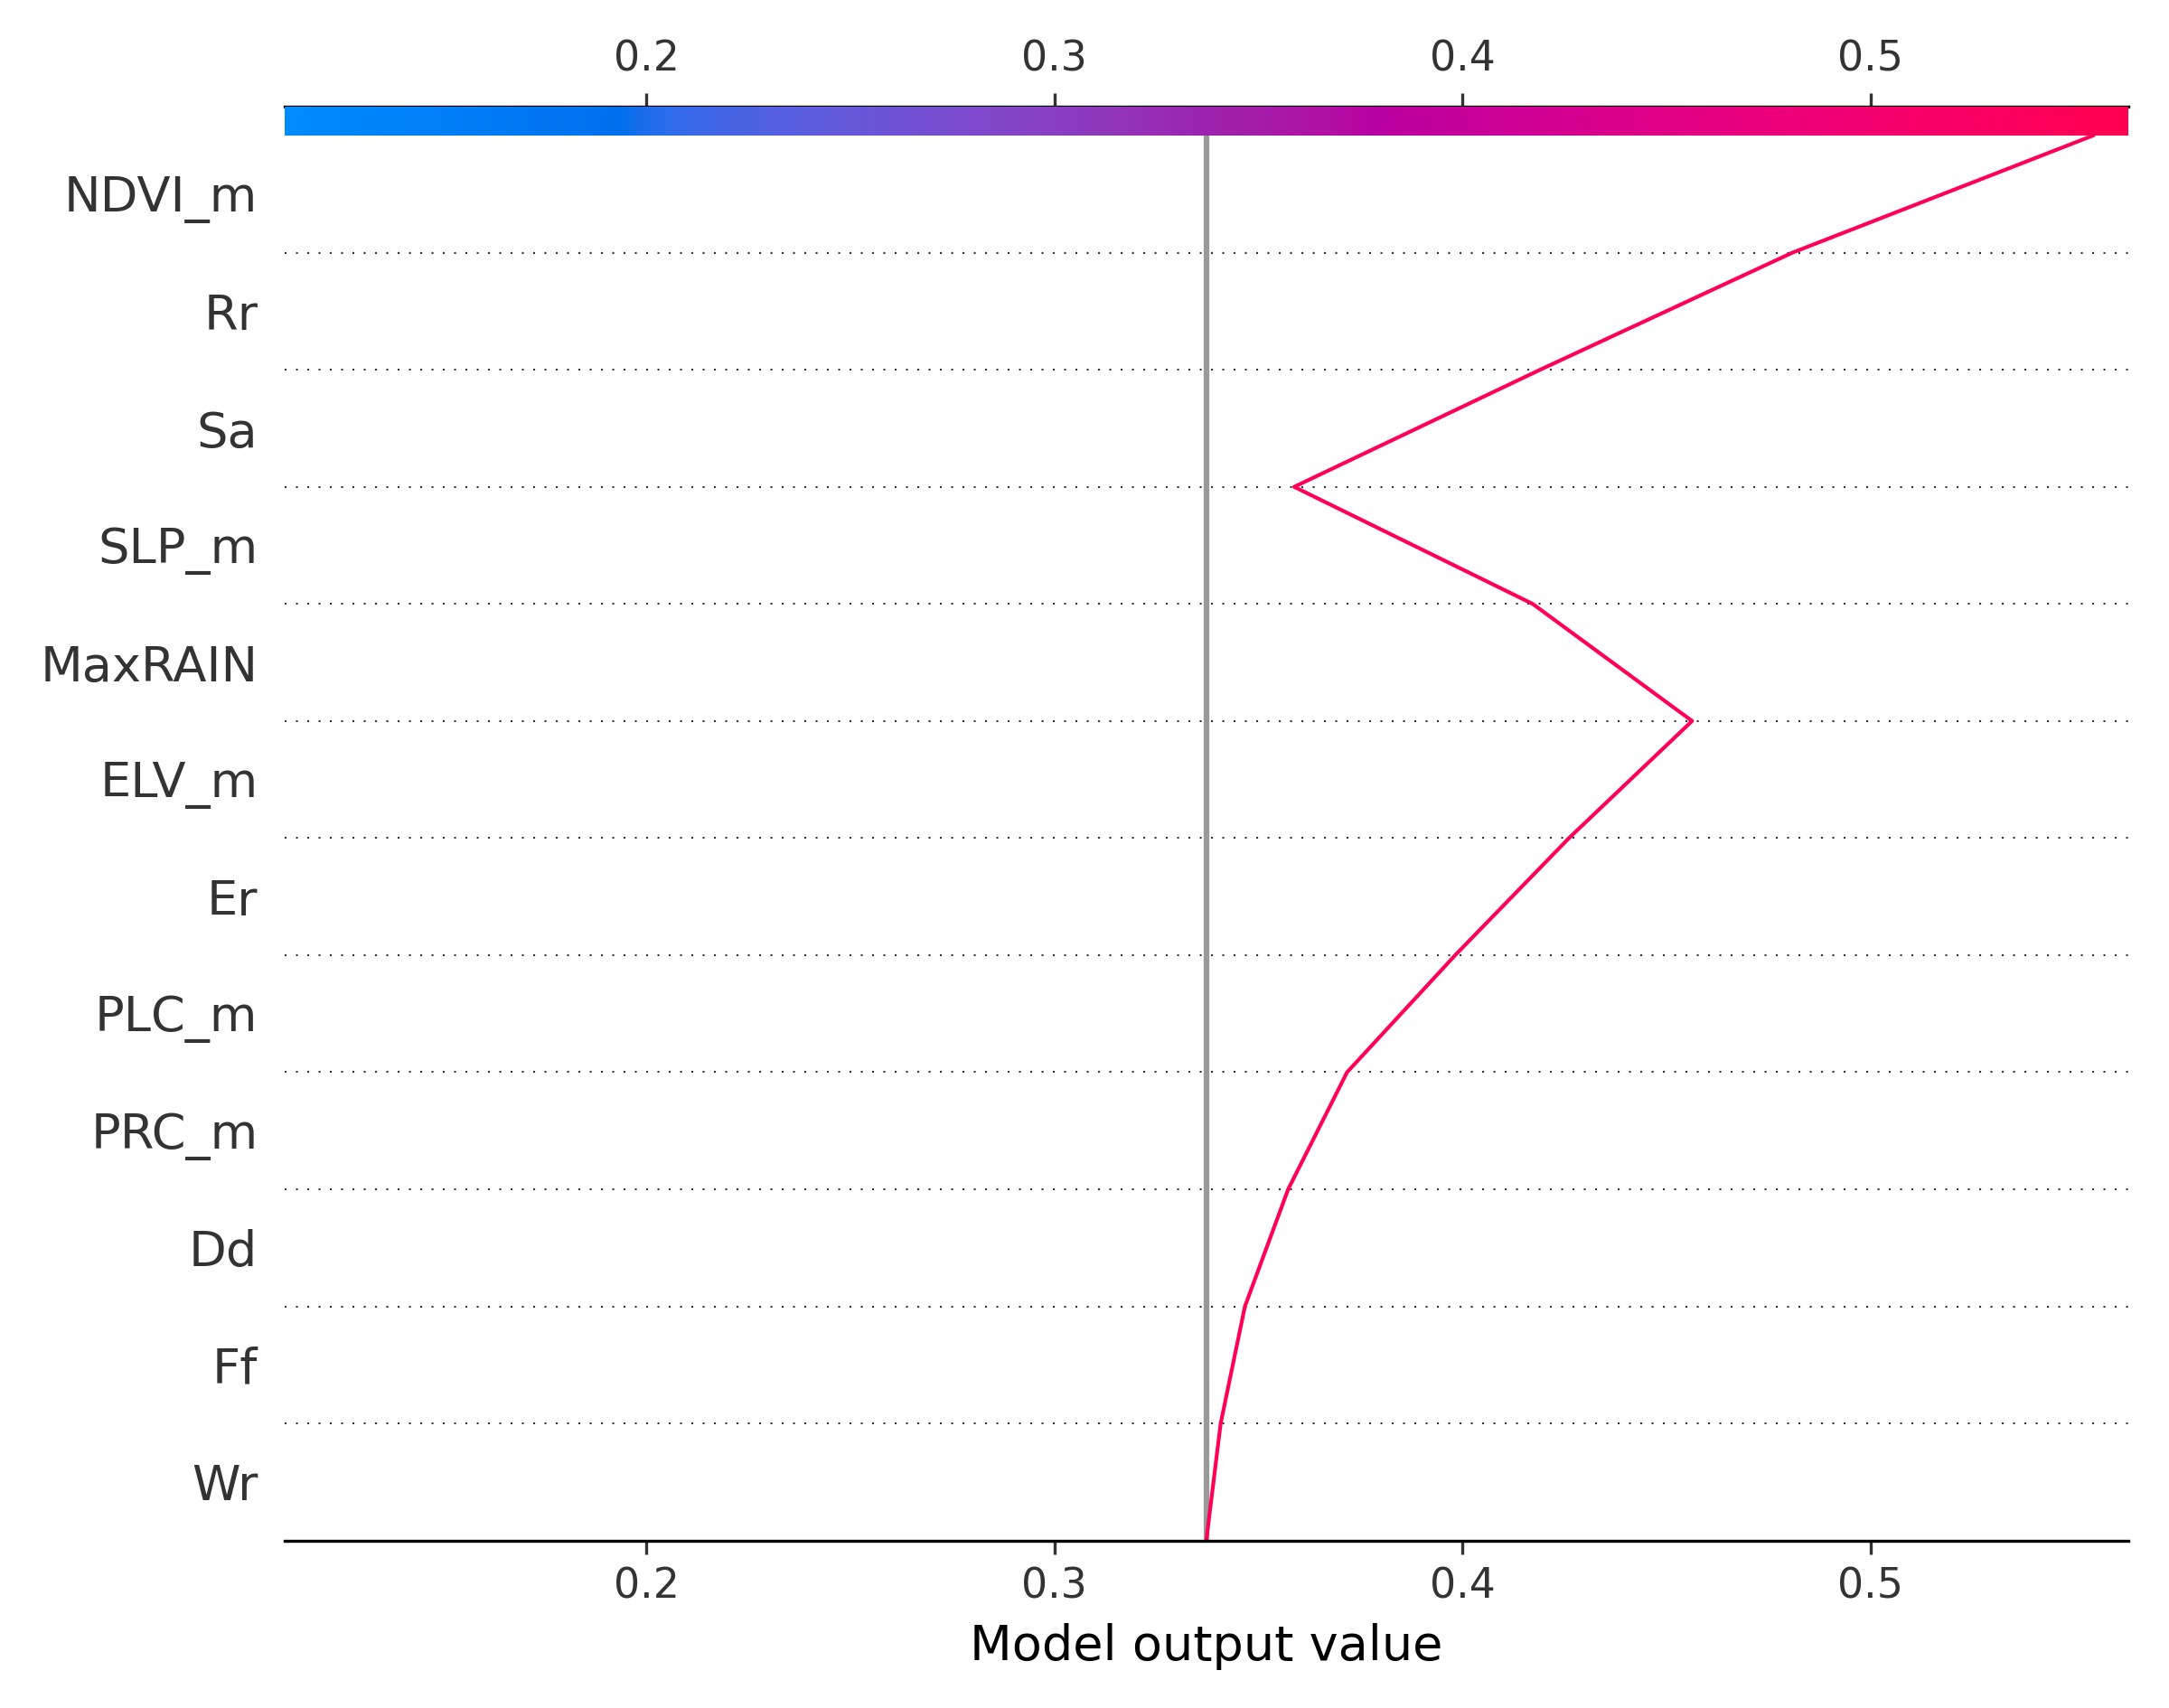 0.2 0.3 0.4 0.5
NDVI_m
Rr
Sa
SLP_m
MaxRAIN
ELV_m
Er
PLC_m
PRC_m
Dd
Ff
Wr
0.2 0.3 0.4 0.5
Model output value